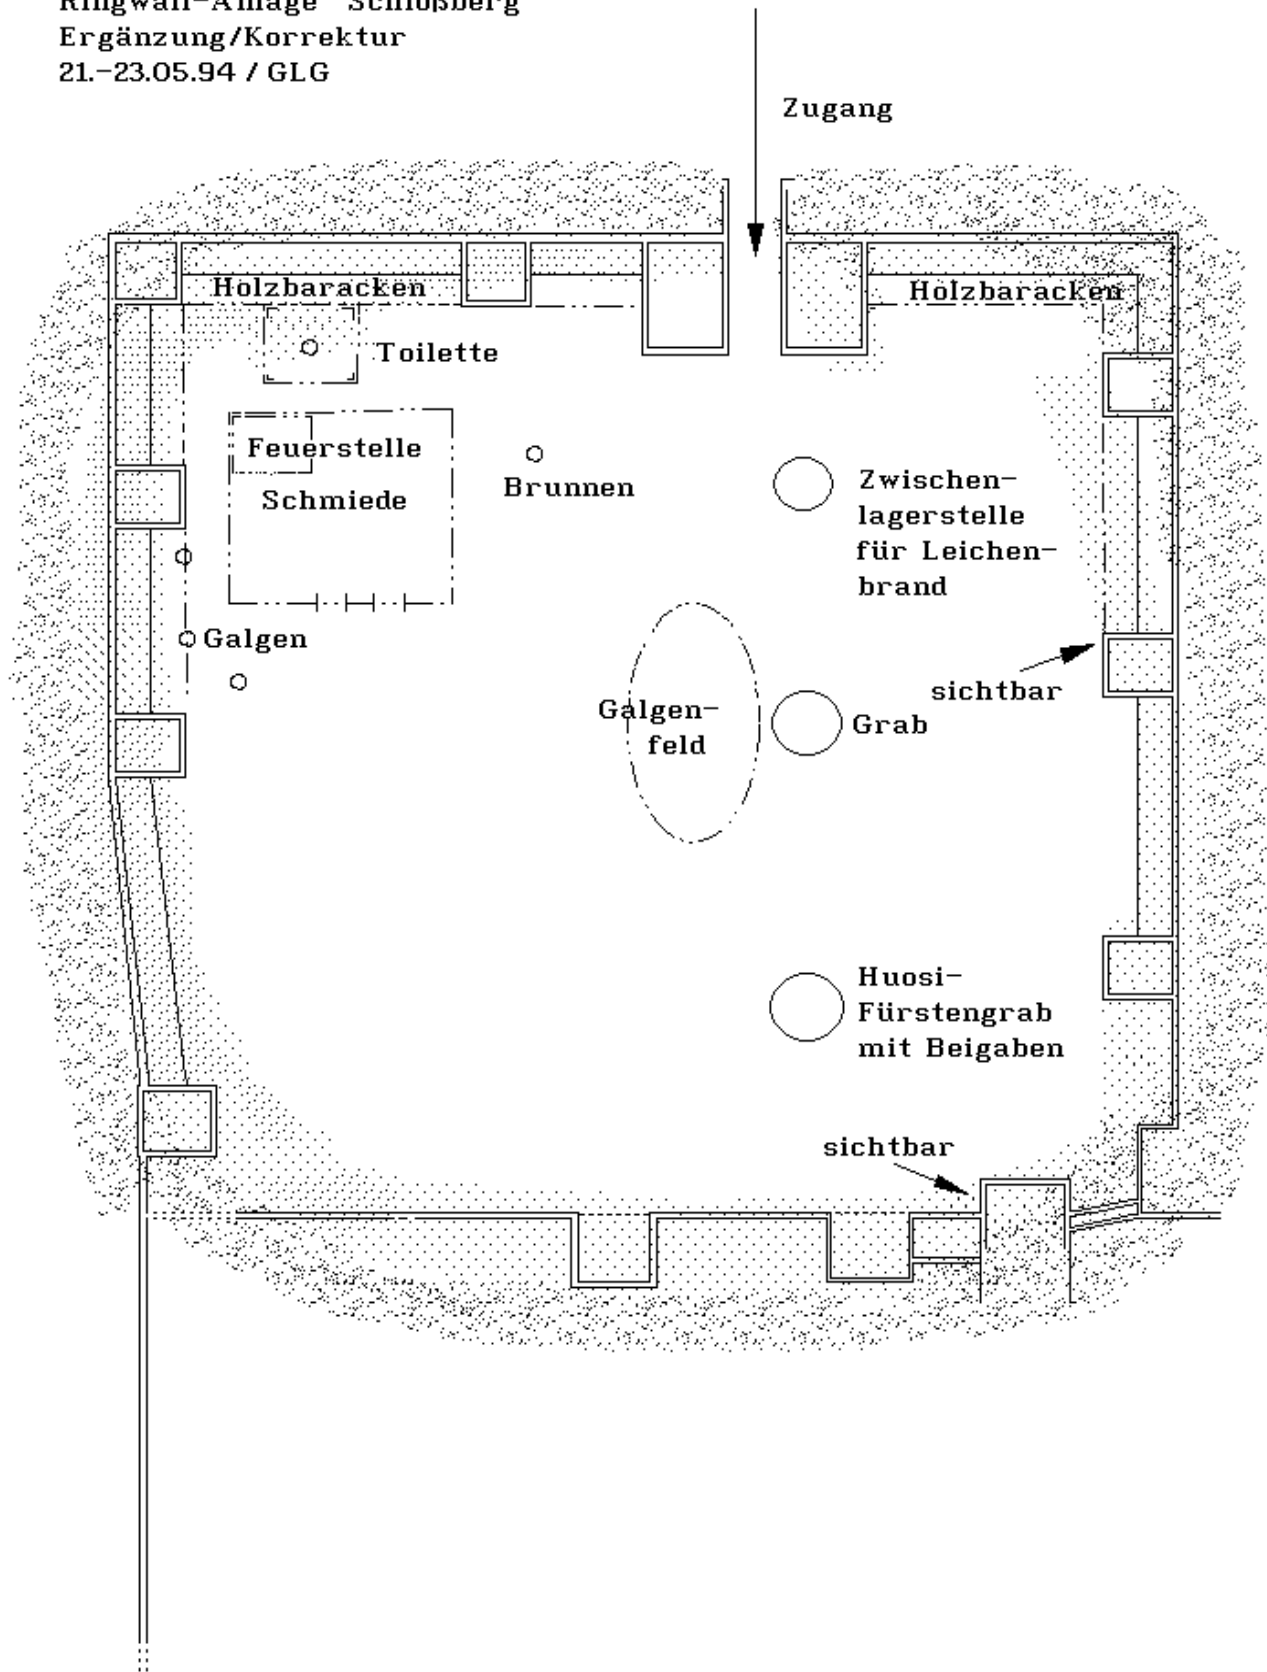 Ringwall-Anlage "Schloßberg"
Ergänzung/Korrektur
21.-23.05.94 / GLG
Zugang
Holzbaracken
Holzbaracken
Toilette
Feuerstelle
Schmiede
Brunnen
Zwischen-
lagerstelle
für Leichen-
brand
Galgen
sichtbar
Galgen-
feld
Grab
Huosi-
Fürstengrab
mit Beigaben
sichtbar